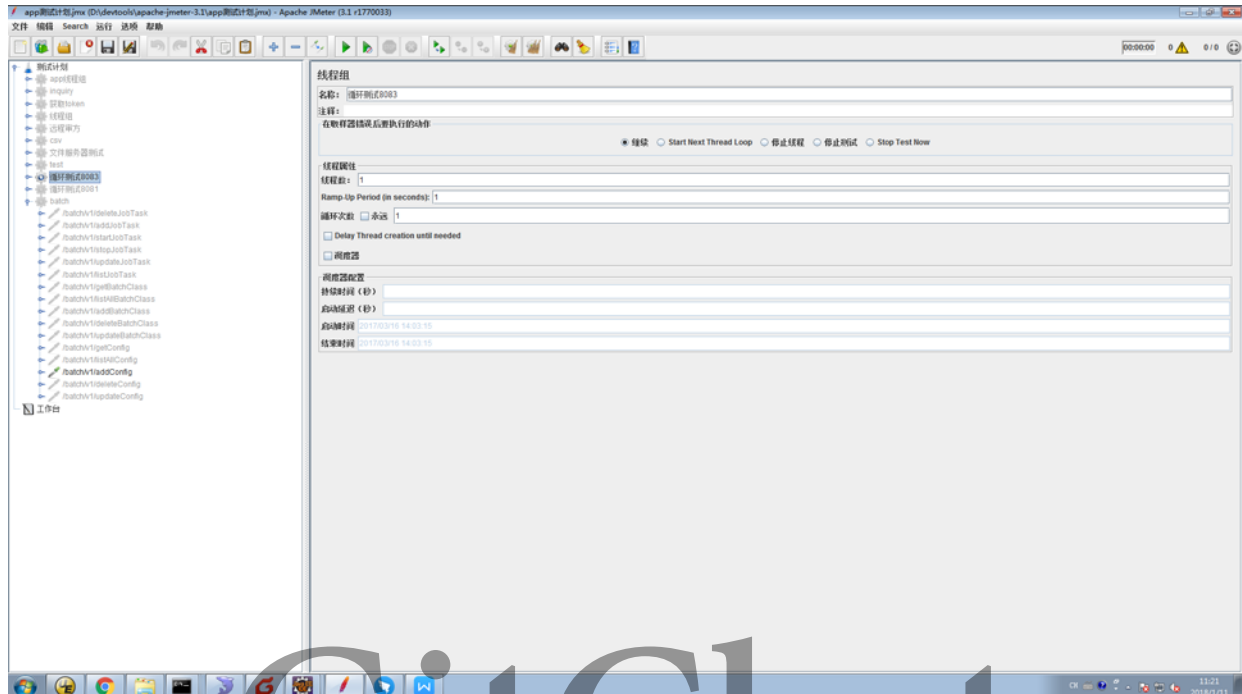 app测试计划.jmx (D:\devtools\apache-jmeter-3.1\app测试计划.jmx) - Apache JMeter (3.1 r1770033)
文件 编辑 Search 运行 选项 帮助
00:00:00 0 0 / 0
测试计划
app线程组
inquiry
获取token
线程组
远程审方
csv
文件服务器测试
test
循环测试8083
循环测试8081
batch
/batch/v1/deleteJobTask
/batch/v1/addJobTask
/batch/v1/startJobTask
/batch/v1/stopJobTask
/batch/v1/updateJobTask
/batch/v1/listJobTask
/batch/v1/getBatchClass
/batch/v1/listAllBatchClass
/batch/v1/addBatchClass
/batch/v1/deleteBatchClass
/batch/v1/updateBatchClass
/batch/v1/getConfig
/batch/v1/listAllConfig
/batch/v1/addConfig
/batch/v1/deleteConfig
/batch/v1/updateConfig
工作台
线程组
名称： 循环测试8083
注释：
在取样器错误后要执行的动作
继续 Start Next Thread Loop 停止线程 停止测试 Stop Test Now
线程属性
线程数： 1
Ramp-Up Period (in seconds): 1
循环次数 永远 1
Delay Thread creation until needed
调度器
调度器配置
持续时间（秒）
启动延迟（秒）
启动时间 2017/03/16 14:03:15
结束时间 2017/03/16 14:03:15
CH
11:21
2018/1/11